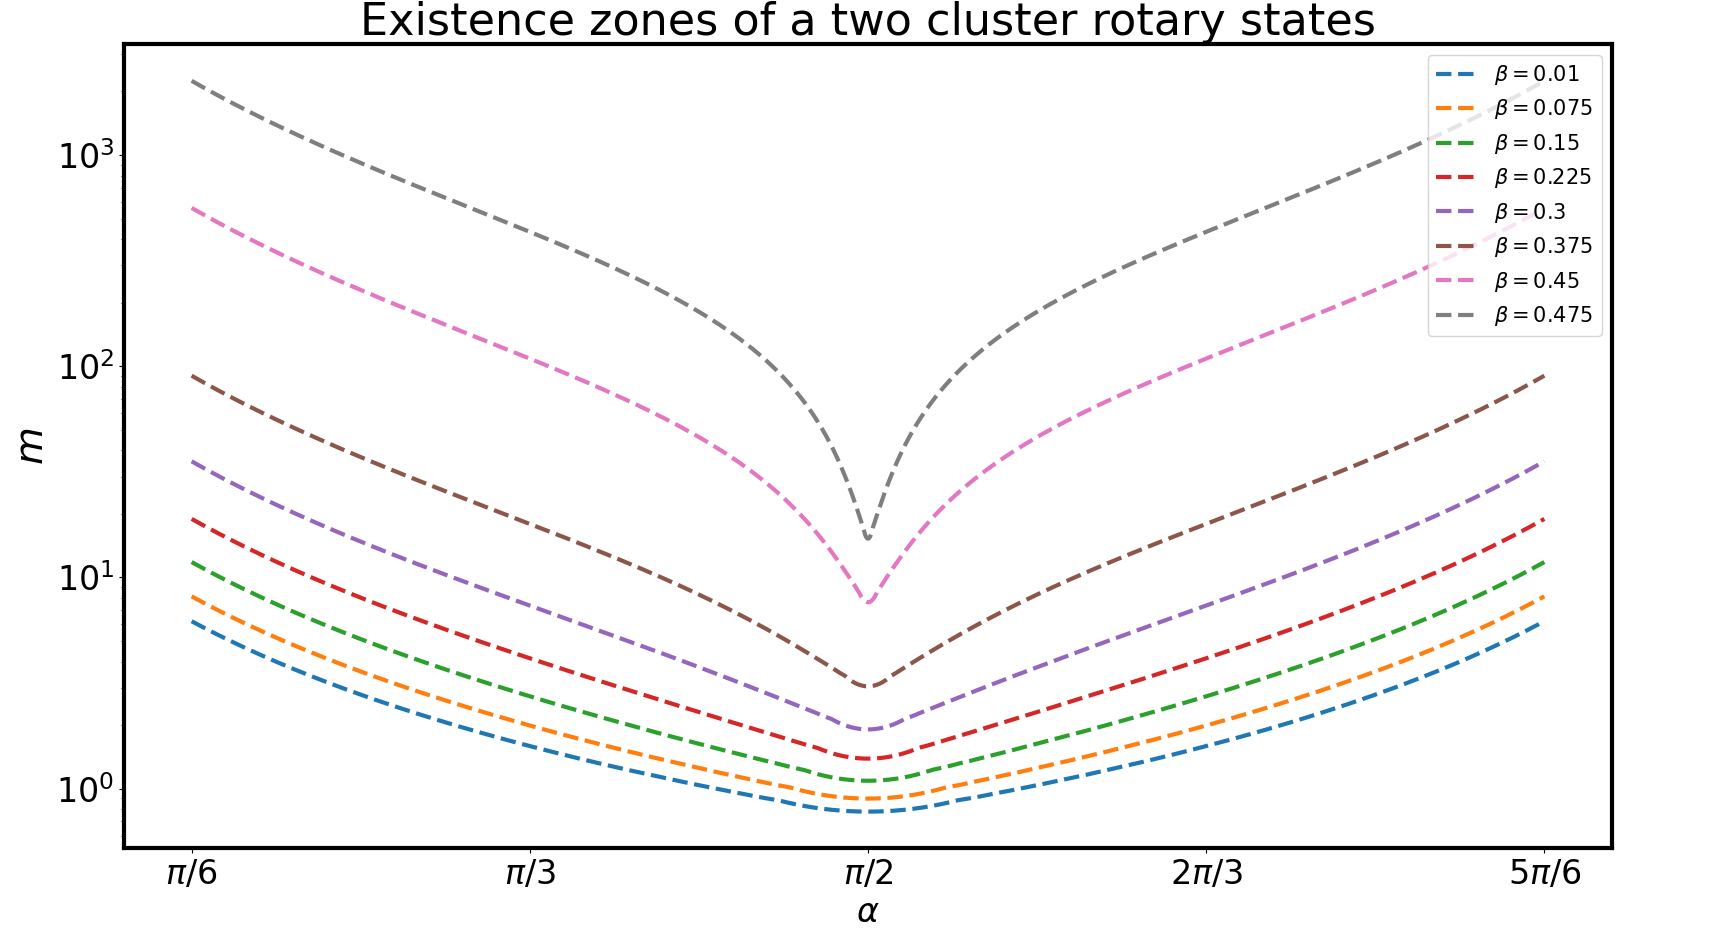 Existence zones of a two cluster rotary states
β = 0.01
β = 0.075
β = 0.15
β = 0.225
β = 0.3
β = 0.375
β = 0.45
β = 0.475
10³
10²
10¹
10⁰
m
π/6 π/3 π/2 2π/3 5π/6
α